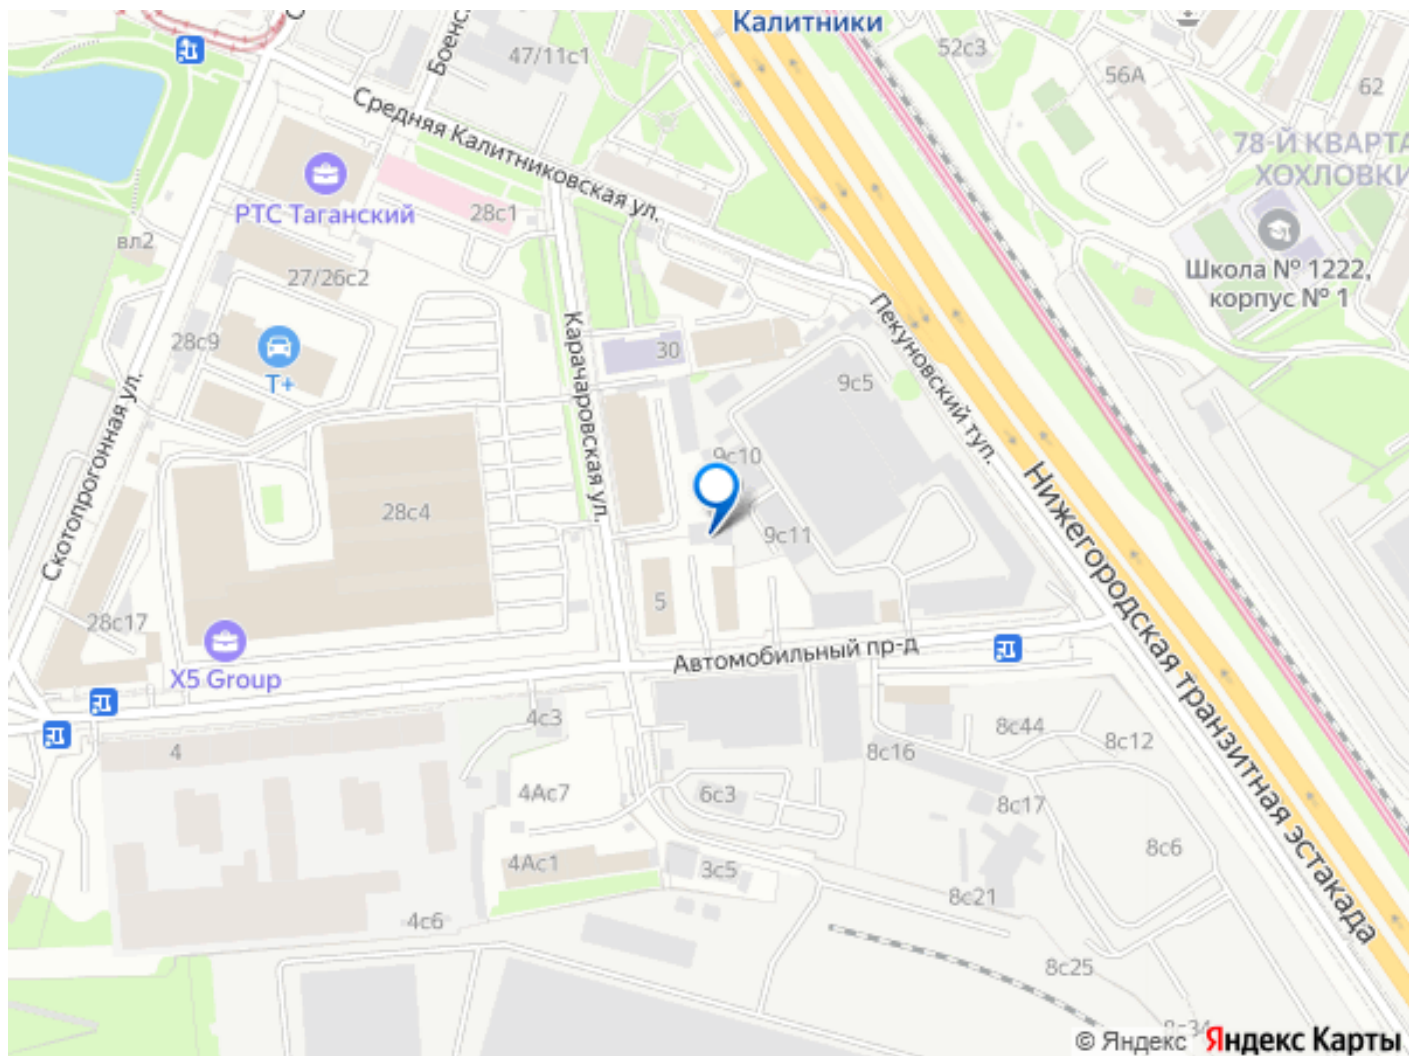 Калитники
Боенск
47/11с1
52с3
56А
62
Средняя Калитниковская ул.
78-Й КВАРТА
ХОХЛОВКИ
РТС Таганский
28с1
вл2
27/26с2
Школа № 1222,
корпус № 1
28с9
Т+
Карачаровская ул.
30
Пекуновский туп.
9с5
Скотопрогонная ул.
9с10
28с4
9с11
Нижегородская транзитная эстакада
5
28с17
Автомобильный пр-д
X5 Group
4с3
4
8с44
8с12
8с16
4Ас7
6с3
8с17
8с6
4Ас1
3с5
8с21
4с6
8с25
8с34
© Яндекс Яндекс Карты